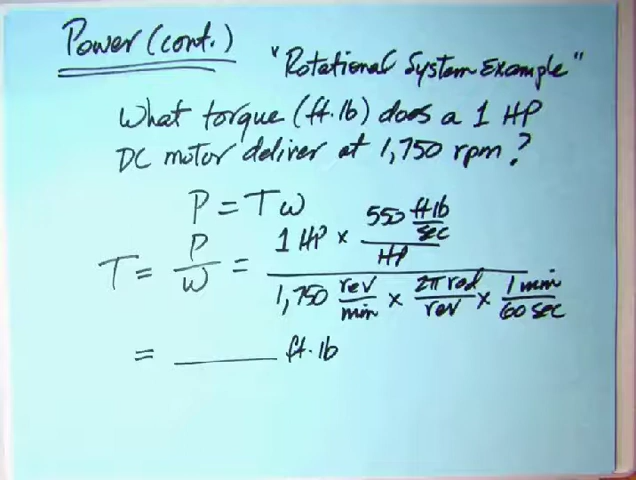 Power (cont.)
"Rotational System Example"
What torque (ft.lb) does a 1 HP
DC motor deliver at 1,750 rpm?
P = Tω
T = P/ω = (1 HP × 550 (ft lb/sec)/HP) / (1,750 rev/min × 2π rad/rev × 1 min/60 sec)
= ______ ft.lb